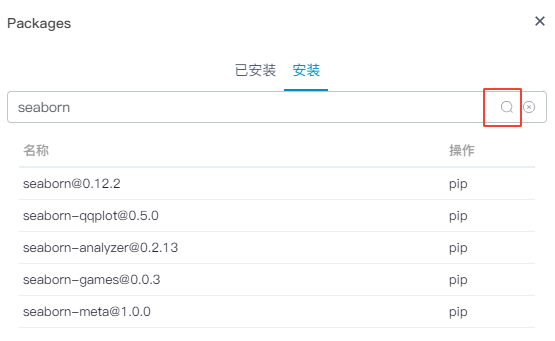 Packages
已安装 安装
seaborn
名称 操作
seaborn@0.12.2 pip
seaborn-qqplot@0.5.0 pip
seaborn-analyzer@0.2.13 pip
seaborn-games@0.0.3 pip
seaborn-meta@1.0.0 pip